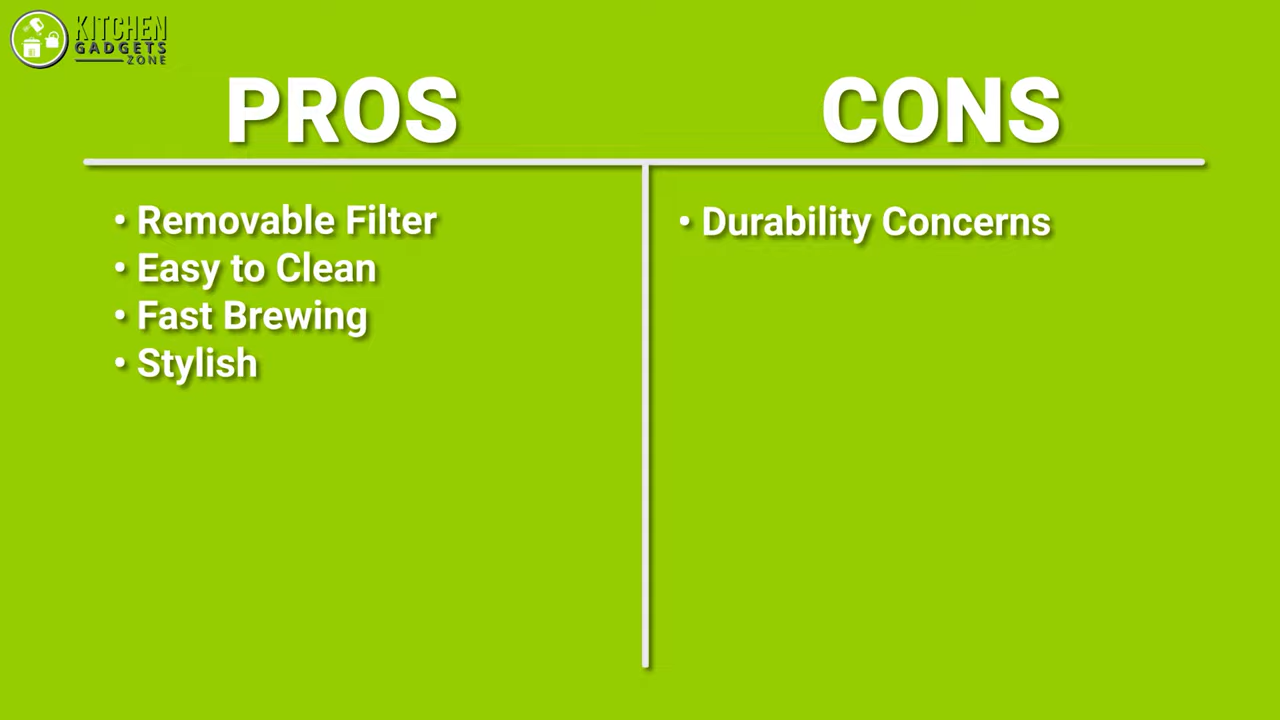 KITCHEN
GADGETS
ZONE
PROS
CONS
• Removable Filter
• Easy to Clean
• Fast Brewing
• Stylish
• Durability Concerns